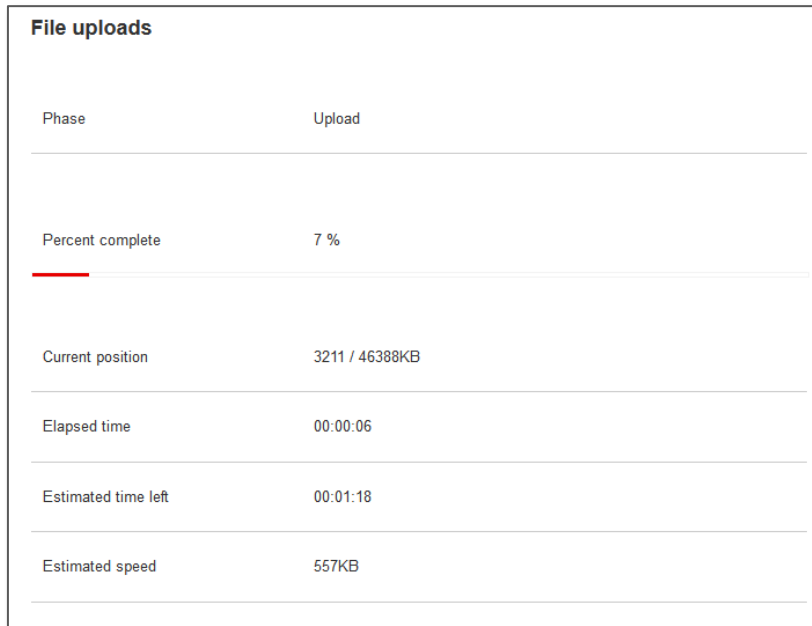 File uploads
Phase Upload
Percent complete 7 %
Current position 3211 / 46388KB
Elapsed time 00:00:06
Estimated time left 00:01:18
Estimated speed 557KB